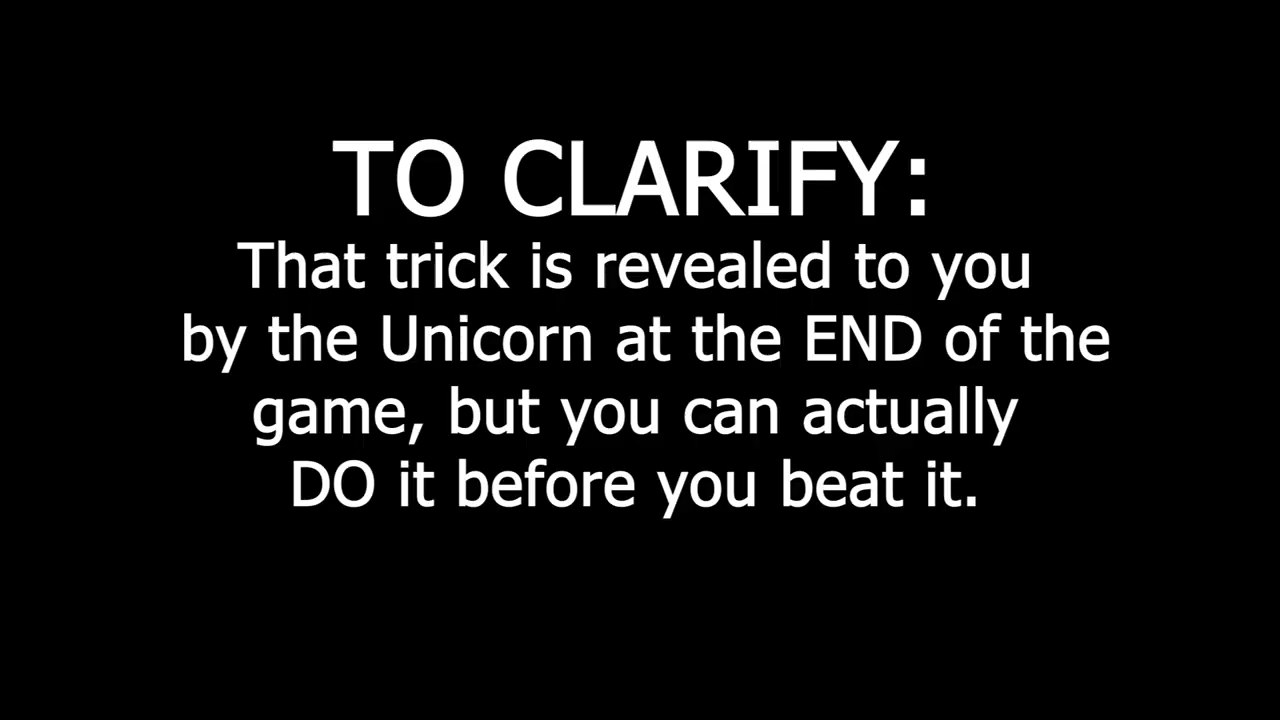 TO CLARIFY:
That trick is revealed to you
by the Unicorn at the END of the
game, but you can actually
DO it before you beat it.